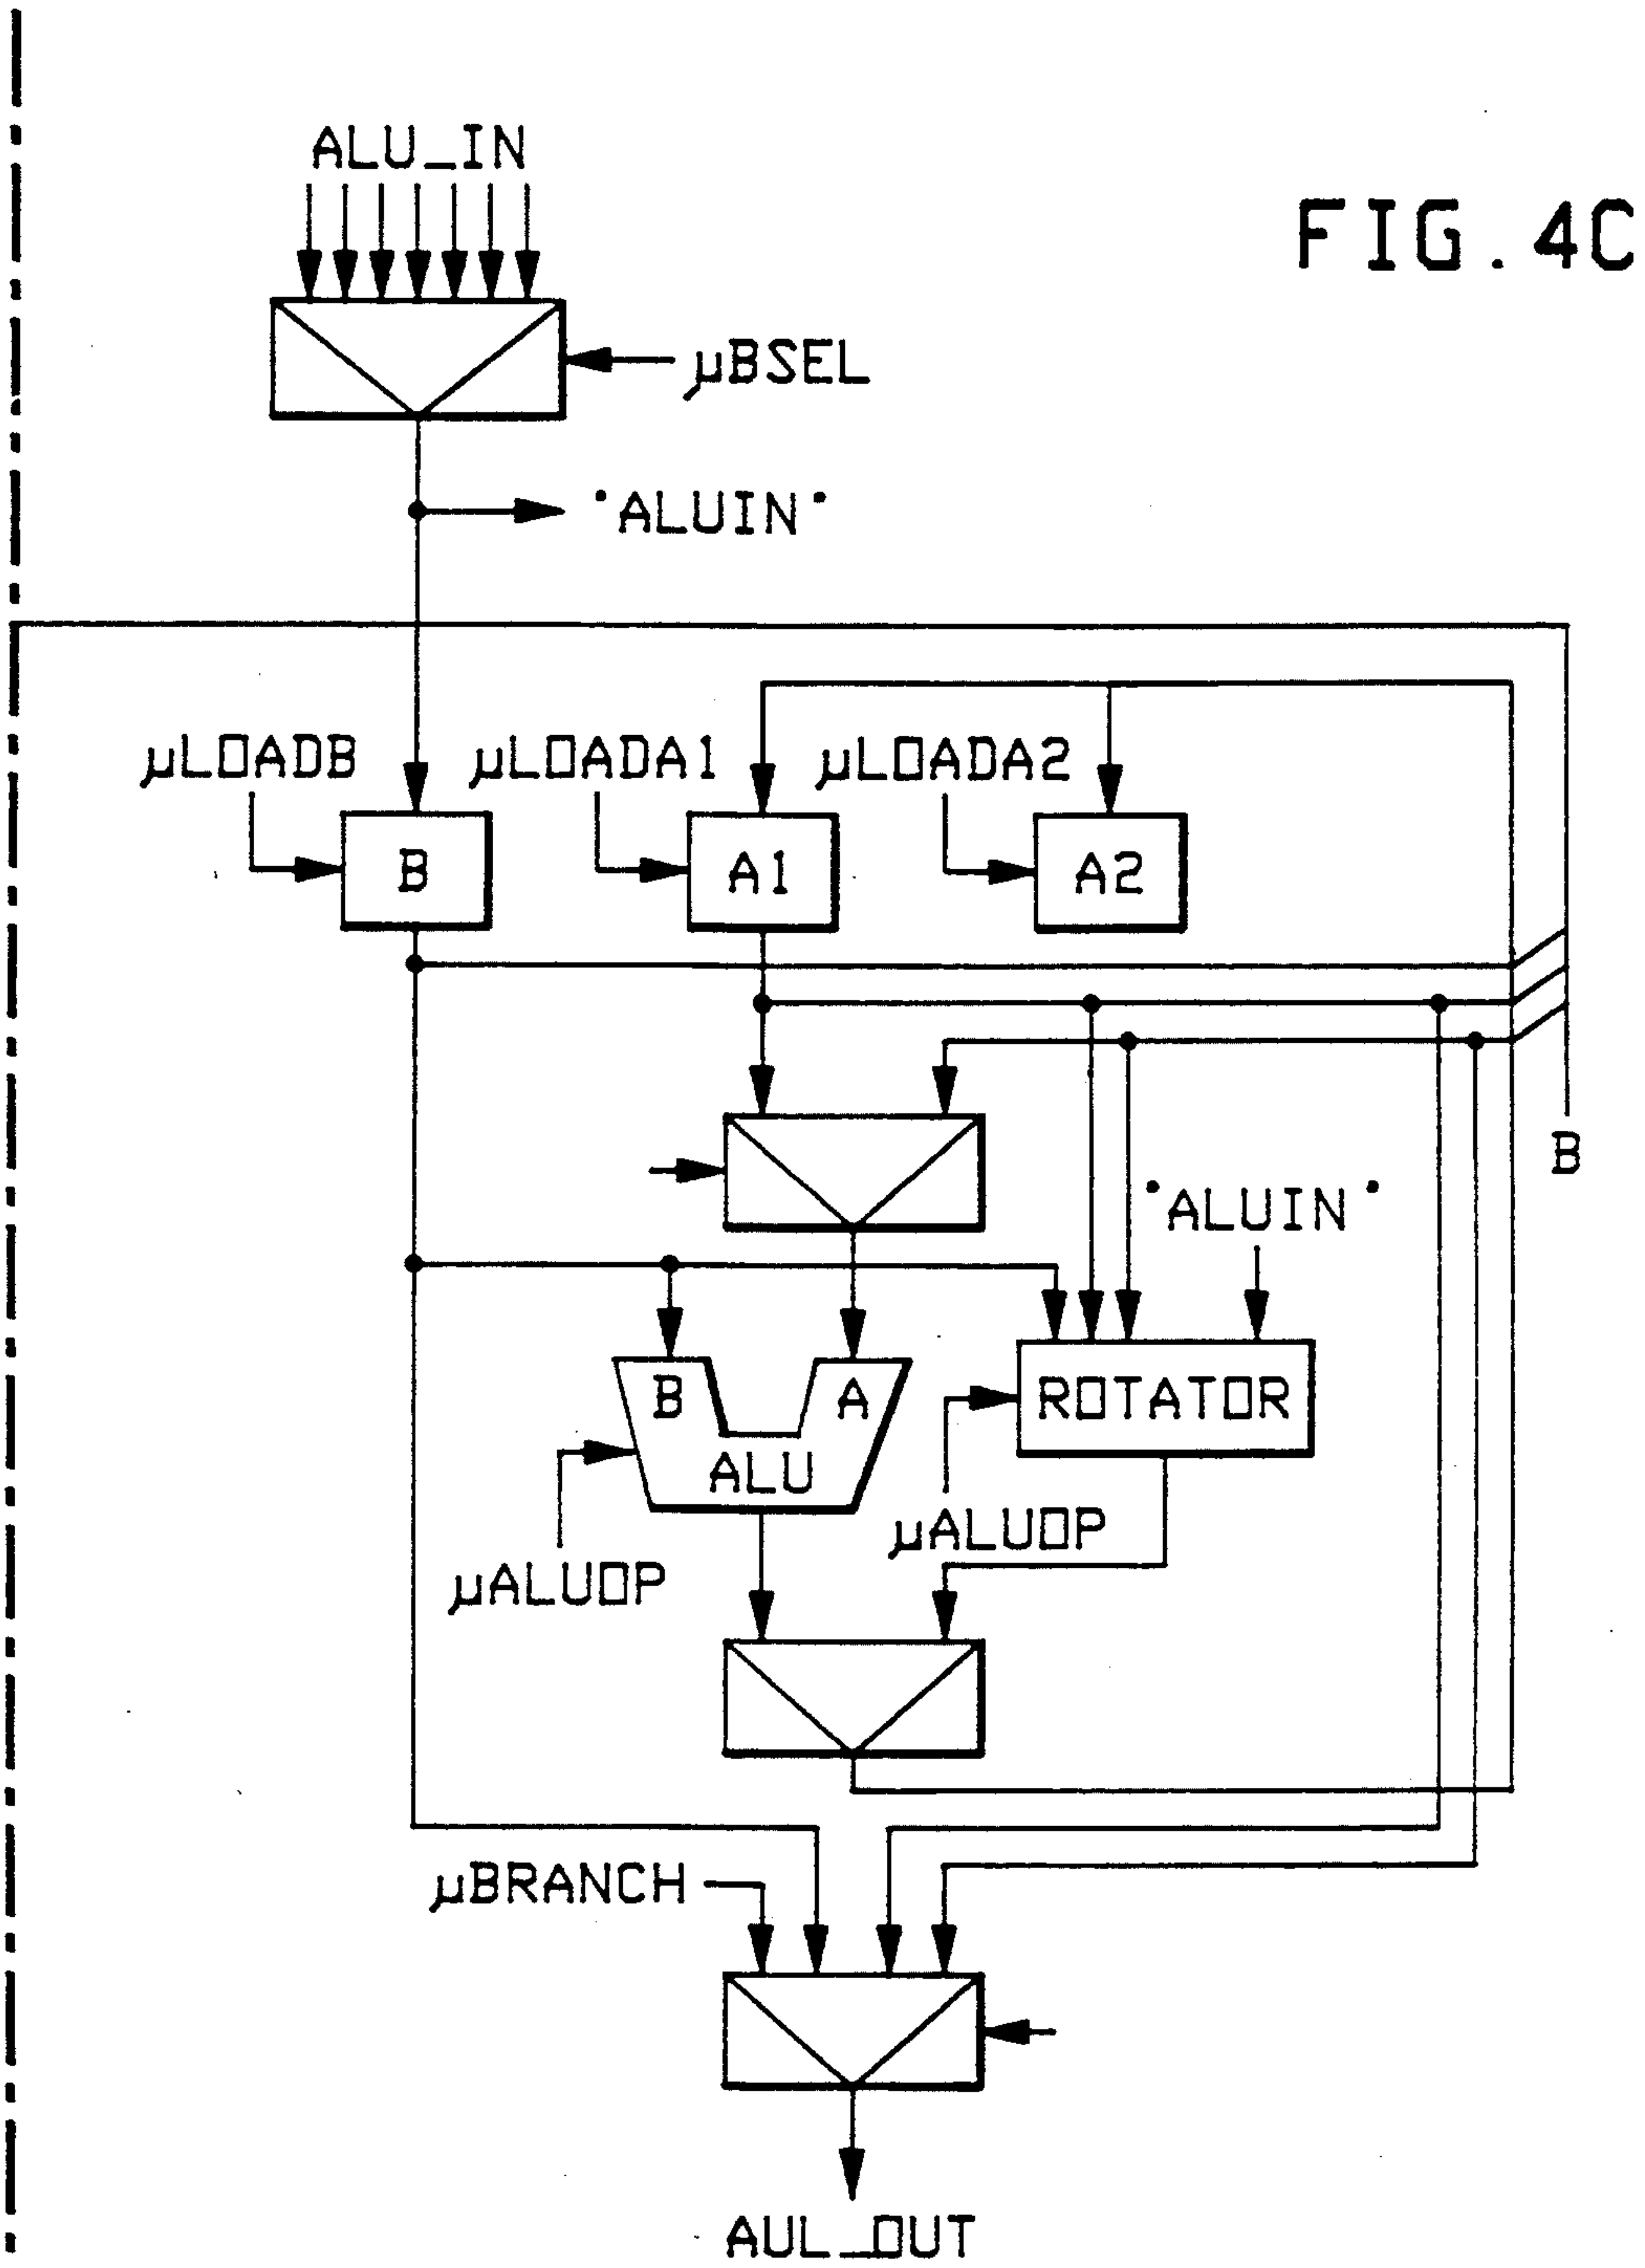 ALU_IN
FIG. 4C
µBSEL
"ALUIN"
µLOADB
µLOADA1
µLOADA2
B
A1
A2
B
"ALUIN"
B
A
ROTATOR
ALU
µALUOP
µALUOP
µBRANCH
AUL_OUT